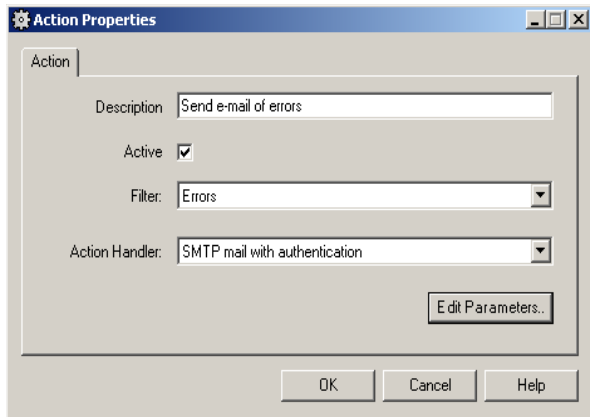 Action Properties
Action
Description Send e-mail of errors
Active
Filter: Errors
Action Handler: SMTP mail with authentication
Edit Parameters..
OK Cancel Help